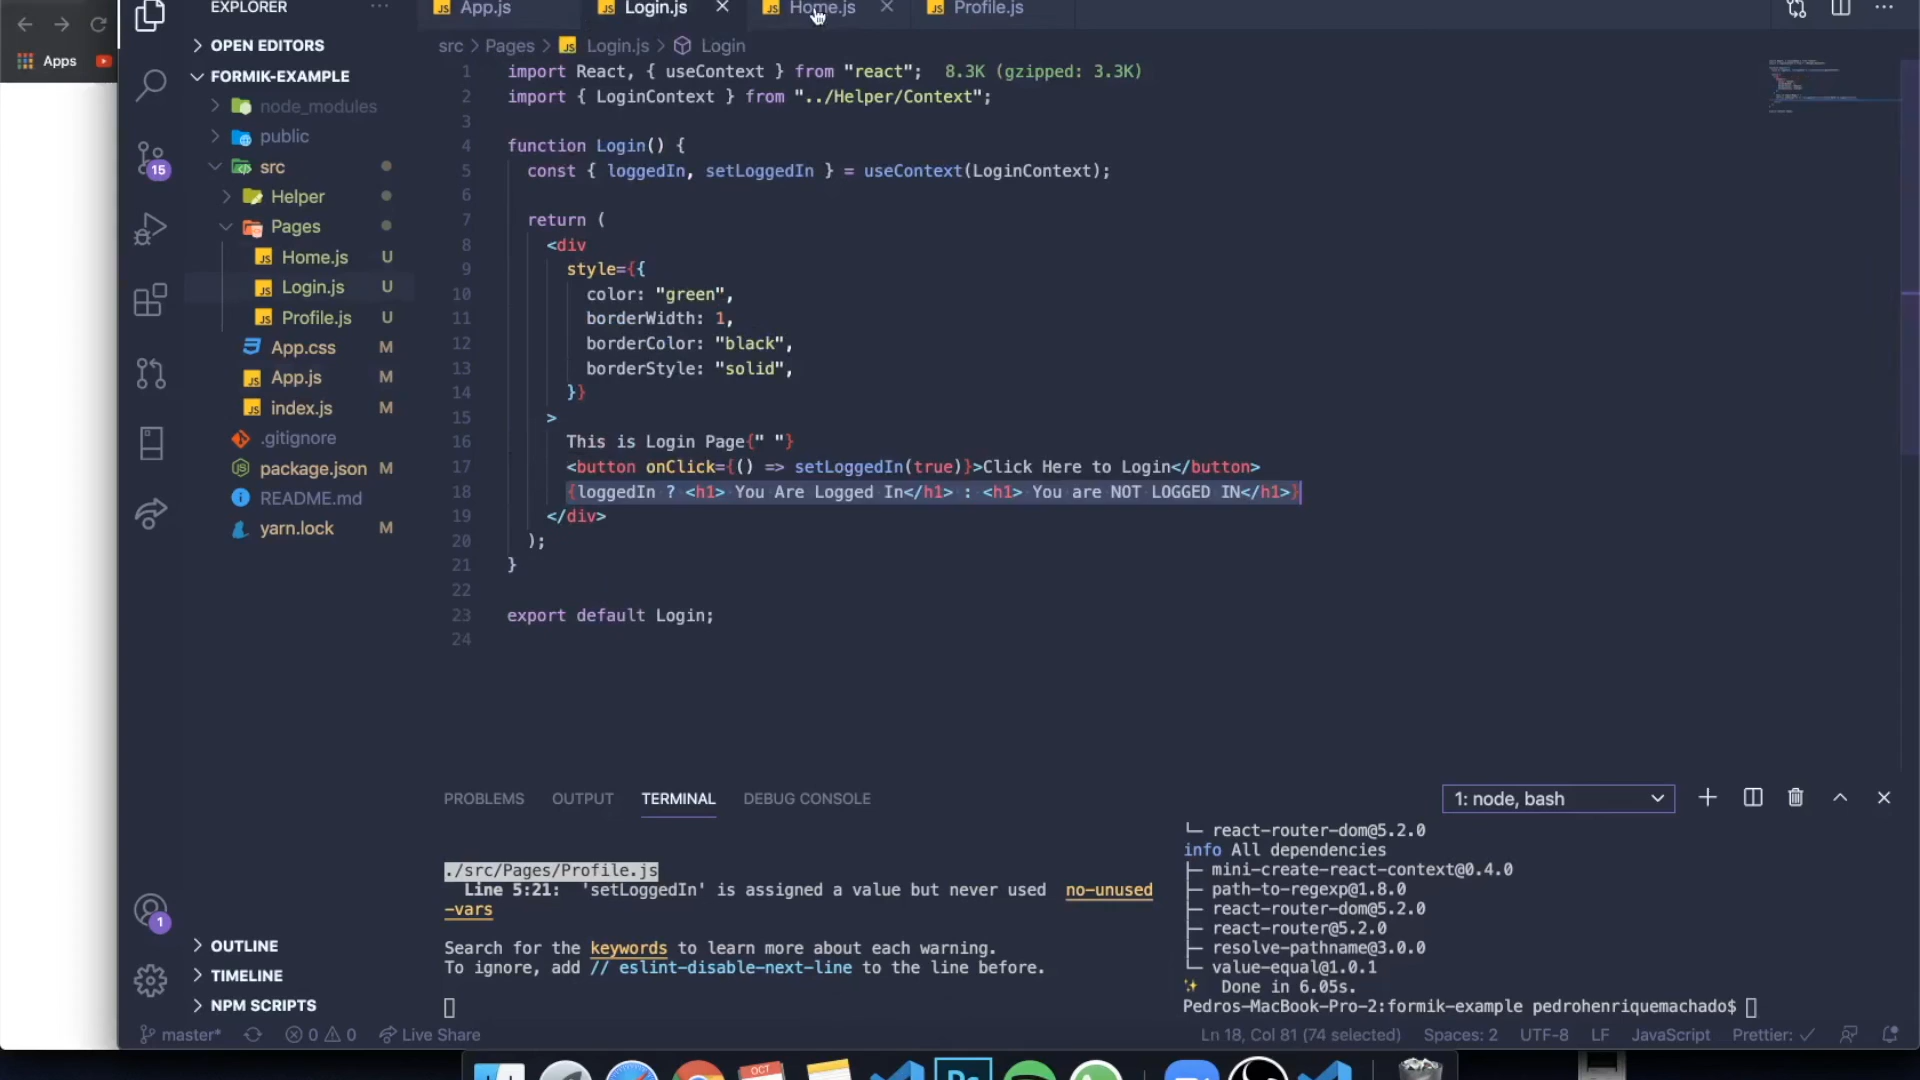 Apps
EXPLORER
OPEN EDITORS
FORMIK-EXAMPLE
node_modules
public
src
Helper
Pages
Home.js U
Login.js U
Profile.js U
App.css M
App.js M
index.js M
.gitignore
package.json M
README.md
yarn.lock M
OUTLINE
TIMELINE
NPM SCRIPTS
15
1
App.js Login.js Home.js Profile.js
src > Pages > Login.js > Login
1 import React, { useContext } from "react"; 8.3K (gzipped: 3.3K)
2 import { LoginContext } from "../Helper/Context";
3
4 function Login() {
5 const { loggedIn, setLoggedIn } = useContext(LoginContext);
6
7 return (
8 <div
9 style={{
10 color: "green",
11 borderWidth: 1,
12 borderColor: "black",
13 borderStyle: "solid",
14 }}
15 >
16 This is Login Page{" "}
17 <button onClick={() => setLoggedIn(true)}>Click Here to Login</button>
18 {loggedIn ? <h1> You Are Logged In</h1> : <h1> You are NOT LOGGED IN</h1>}
19 </div>
20 );
21 }
22
23 export default Login;
24
PROBLEMS OUTPUT TERMINAL DEBUG CONSOLE
1: node, bash
./src/Pages/Profile.js
Line 5:21: 'setLoggedIn' is assigned a value but never used no-unused
-vars
Search for the keywords to learn more about each warning.
To ignore, add // eslint-disable-next-line to the line before.
└─ react-router-dom@5.2.0
info All dependencies
├─ mini-create-react-context@0.4.0
├─ path-to-regexp@1.8.0
├─ react-router-dom@5.2.0
├─ react-router@5.2.0
├─ resolve-pathname@3.0.0
└─ value-equal@1.0.1
✨ Done in 6.05s.
Pedros-MacBook-Pro-2:formik-example pedrohenriquemachado$
master* 0 0 Live Share
Ln 18, Col 81 (74 selected) Spaces: 2 UTF-8 LF JavaScript Prettier: ✓
OCT
Ps